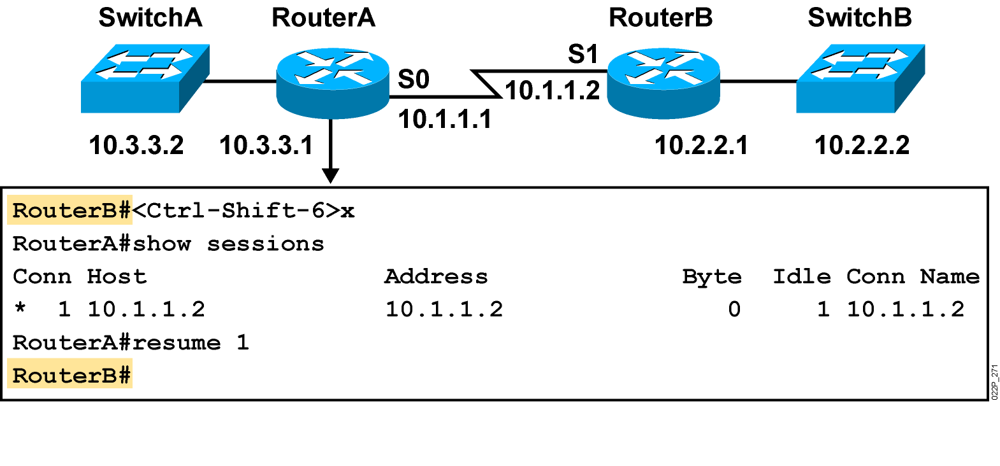 SwitchA RouterA RouterB SwitchB
S1
S0
10.1.1.2
10.1.1.1
10.3.3.2 10.3.3.1 10.2.2.1 10.2.2.2
RouterB#<Ctrl-Shift-6>x
RouterA#show sessions
Conn Host Address Byte Idle Conn Name
* 1 10.1.1.2 10.1.1.2 0 1 10.1.1.2
RouterA#resume 1
RouterB#
022P_271